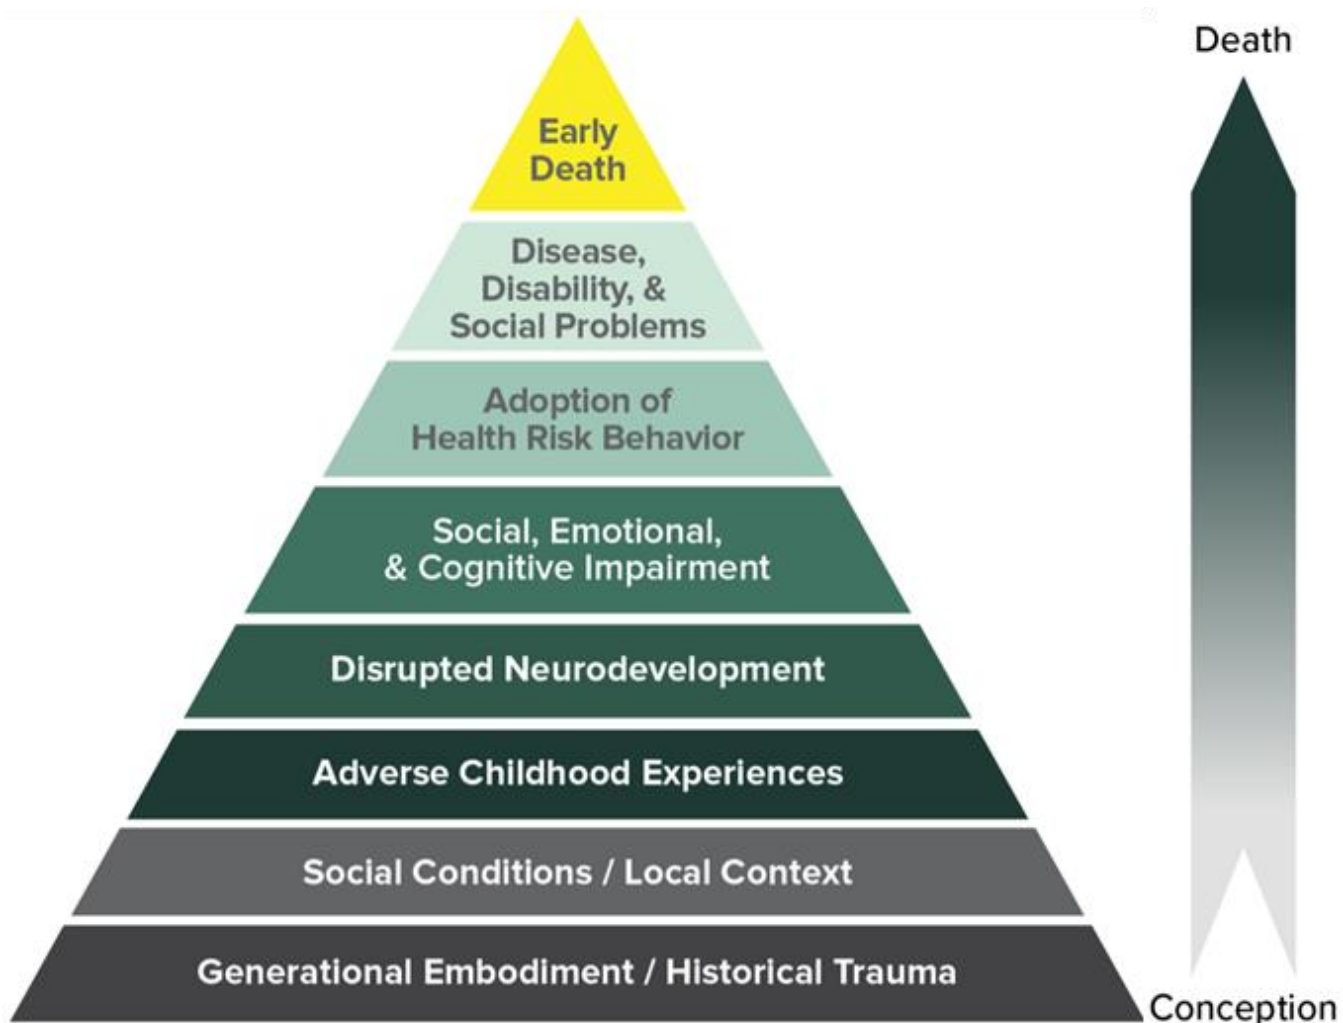 Death
Early
Death
Disease,
Disability, &
Social Problems
Adoption of
Health Risk Behavior
Social, Emotional,
& Cognitive Impairment
Disrupted Neurodevelopment
Adverse Childhood Experiences
Social Conditions / Local Context
Generational Embodiment / Historical Trauma
Conception